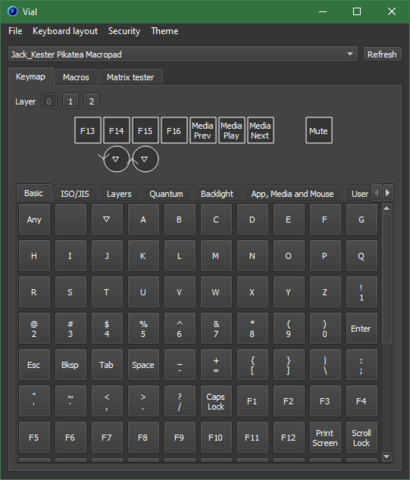 Vial
File Keyboard layout Security Theme
Jack_Kester Pikatea Macropad Refresh
Keymap Macros Matrix tester
Layer 0 1 2
F13 F14 F15 F16 Media Prev Media Play Media Next Mute
▽ ▽
Basic ISO/JIS Layers Quantum Backlight App, Media and Mouse User
Any ▽ A B C D E F G
H I J K L M N O P Q
R S T U V W X Y Z ! 1
@ 2 # 3 $ 4 % 5 ^ 6 & 7 * 8 ( 9 ) 0 Enter
Esc Bksp Tab Space _ - + = { [ } ] | \ : ;
" ' ~ ` < , > . ? / Caps Lock F1 F2 F3 F4
F5 F6 F7 F8 F9 F10 F11 F12 Print Screen Scroll Lock